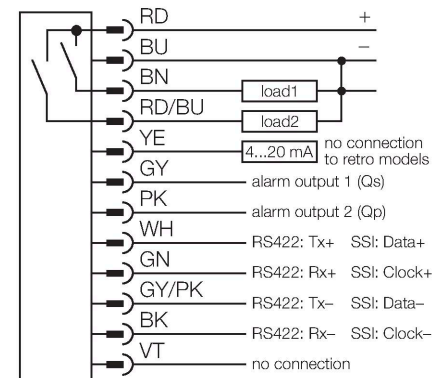 RD +
BU −
BN load1
RD/BU load2
YE 4...20 mA no connection
to retro models
GY alarm output 1 (Qs)
PK alarm output 2 (Qp)
WH RS422: Tx+ SSI: Data+
GN RS422: Rx+ SSI: Clock+
GY/PK RS422: Tx− SSI: Data−
BK RS422: Rx− SSI: Clock−
VT no connection